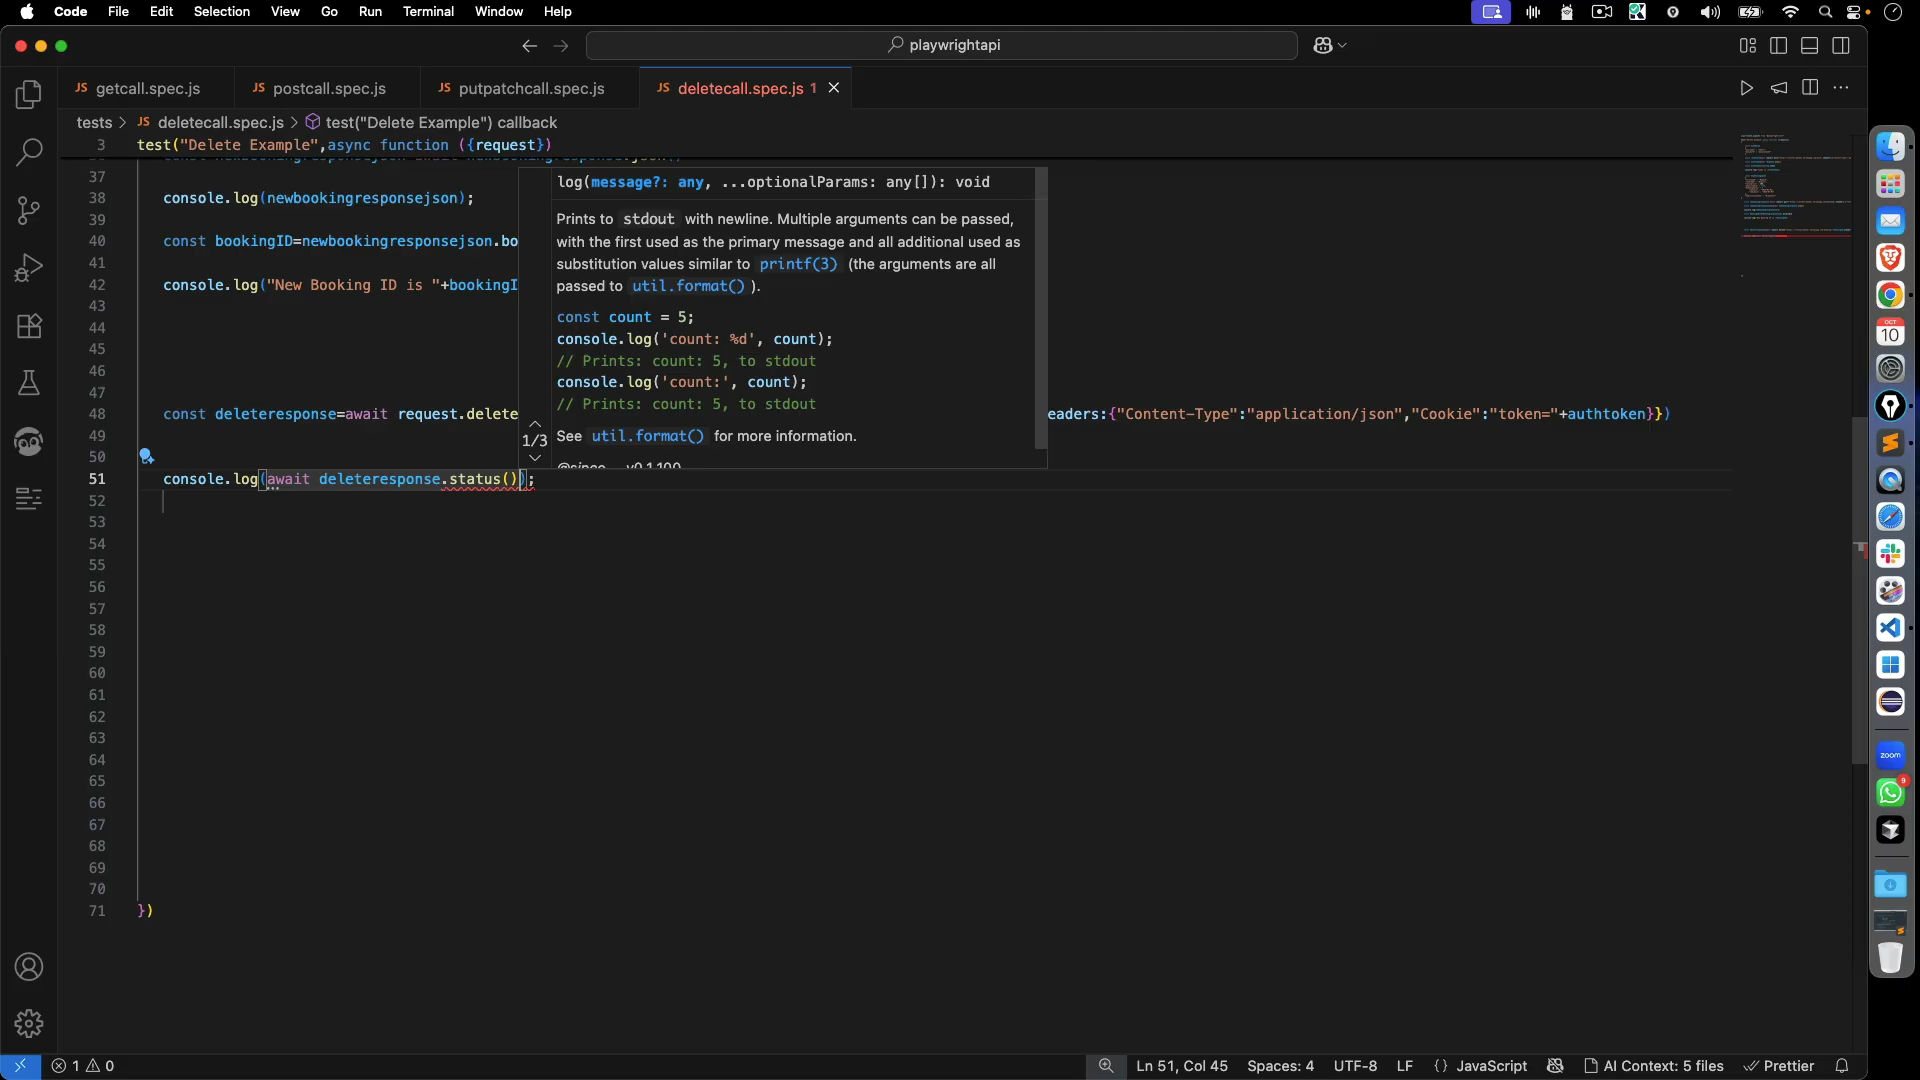 Code File Edit Selection View Go Run Terminal Window Help
playwrightapi
JS getcall.spec.js JS postcall.spec.js JS putpatchcall.spec.js JS deletecall.spec.js 1
tests > JS deletecall.spec.js > test("Delete Example") callback
3 test("Delete Example",async function ({request})
37
38 console.log(newbookingresponsejson);
39
40 const bookingID=newbookingresponsejson.bo
41
42 console.log("New Booking ID is "+bookingI
43
44
45
46
47
48 const deleteresponse=await request.delete eaders:{"Content-Type":"application/json","Cookie":"token="+authtoken}})
49
50
51 console.log(await deleteresponse.status());
52
53
54
55
56
57
58
59
60
61
62
63
64
65
66
67
68
69
70
71 })
log(message?: any, ...optionalParams: any[]): void
Prints to stdout with newline. Multiple arguments can be passed,
with the first used as the primary message and all additional used as
substitution values similar to printf(3) (the arguments are all
passed to util.format() ).
const count = 5;
console.log('count: %d', count);
// Prints: count: 5, to stdout
console.log('count:', count);
// Prints: count: 5, to stdout
1/3
See util.format() for more information.
@since v0.1.100
OCT
10
zoom
9
1 0
Ln 51, Col 45 Spaces: 4 UTF-8 LF {} JavaScript AI Context: 5 files Prettier